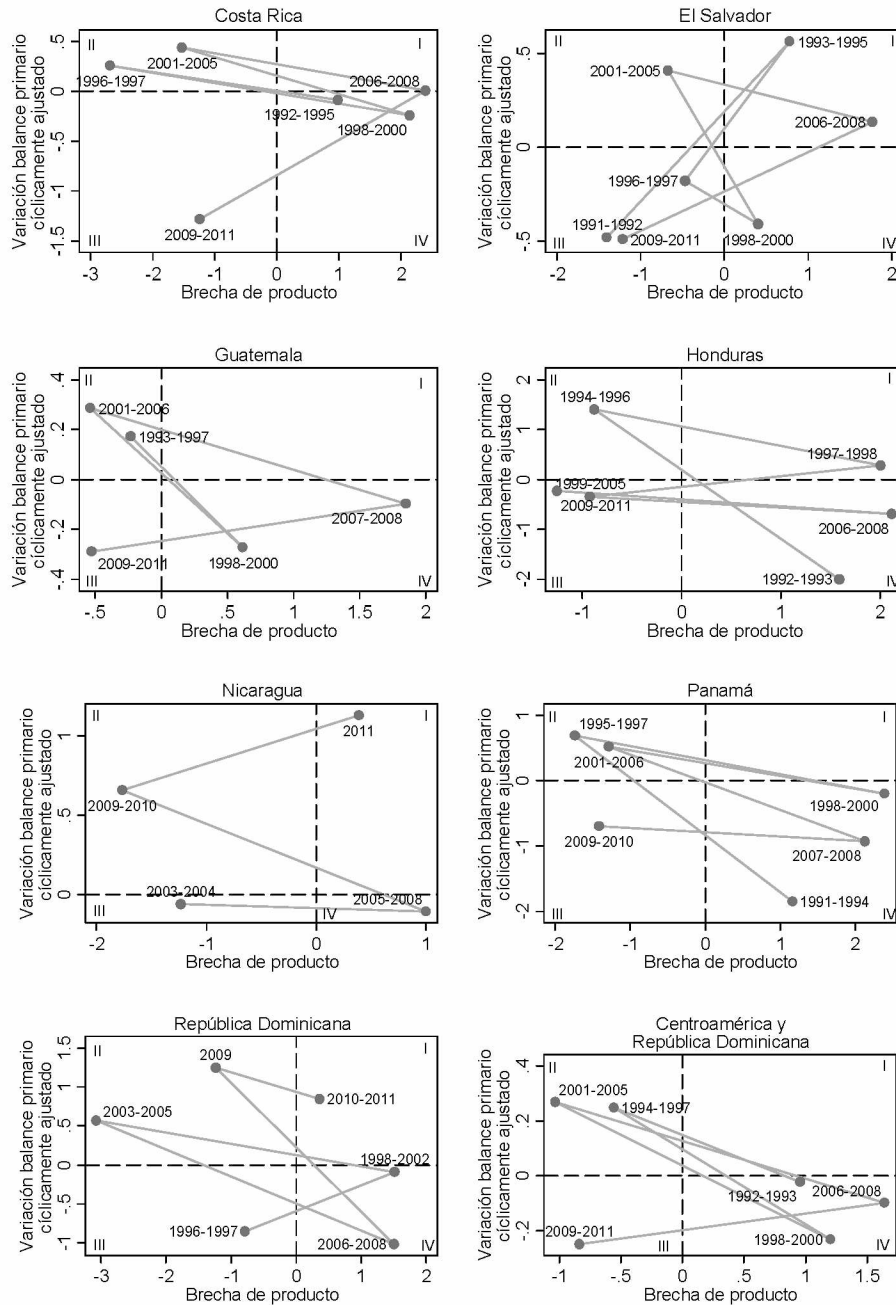 Costa Rica
Variación balance primario
cíclicamente ajustado
.5
0
-.5
-1
-1.5
II
I
2001-2005
1996-1997
2006-2008
1992-1995
1998-2000
2009-2011
III
IV
-3
-2
-1
0
1
2
Brecha de producto
El Salvador
Variación balance primario
cíclicamente ajustado
.5
0
-.5
II
I
1993-1995
2001-2005
2006-2008
1996-1997
1991-1992
2009-2011
1998-2000
III
IV
-2
-1
0
1
2
Brecha de producto
Guatemala
Variación balance primario
cíclicamente ajustado
.4
.2
0
-.2
-.4
II
I
2001-2006
1993-1997
2007-2008
2009-2011
1998-2000
III
IV
-.5
0
.5
1
1.5
2
Brecha de producto
Honduras
Variación balance primario
cíclicamente ajustado
2
1
0
-1
-2
II
I
1994-1996
1997-1998
1999-2005
2009-2011
2006-2008
1992-1993
III
IV
-1
0
1
2
Brecha de producto
Nicaragua
Variación balance primario
cíclicamente ajustado
1
.5
0
II
I
2011
2009-2010
2003-2004
2005-2008
III
IV
-2
-1
0
1
Brecha de producto
Panamá
Variación balance primario
cíclicamente ajustado
1
0
-1
-2
II
I
1995-1997
2001-2006
1998-2000
2009-2010
2007-2008
1991-1994
III
IV
-2
-1
0
1
2
Brecha de producto
República Dominicana
Variación balance primario
cíclicamente ajustado
1.5
1
.5
0
-.5
-1
II
I
2009
2010-2011
2003-2005
1998-2002
1996-1997
2006-2008
III
IV
-3
-2
-1
0
1
2
Brecha de producto
Centroamérica y
República Dominicana
Variación balance primario
cíclicamente ajustado
.4
.2
0
-.2
II
I
2001-2005
1994-1997
1992-1993
2006-2008
2009-2011
1998-2000
III
IV
-1
-.5
0
.5
1
1.5
Brecha de producto